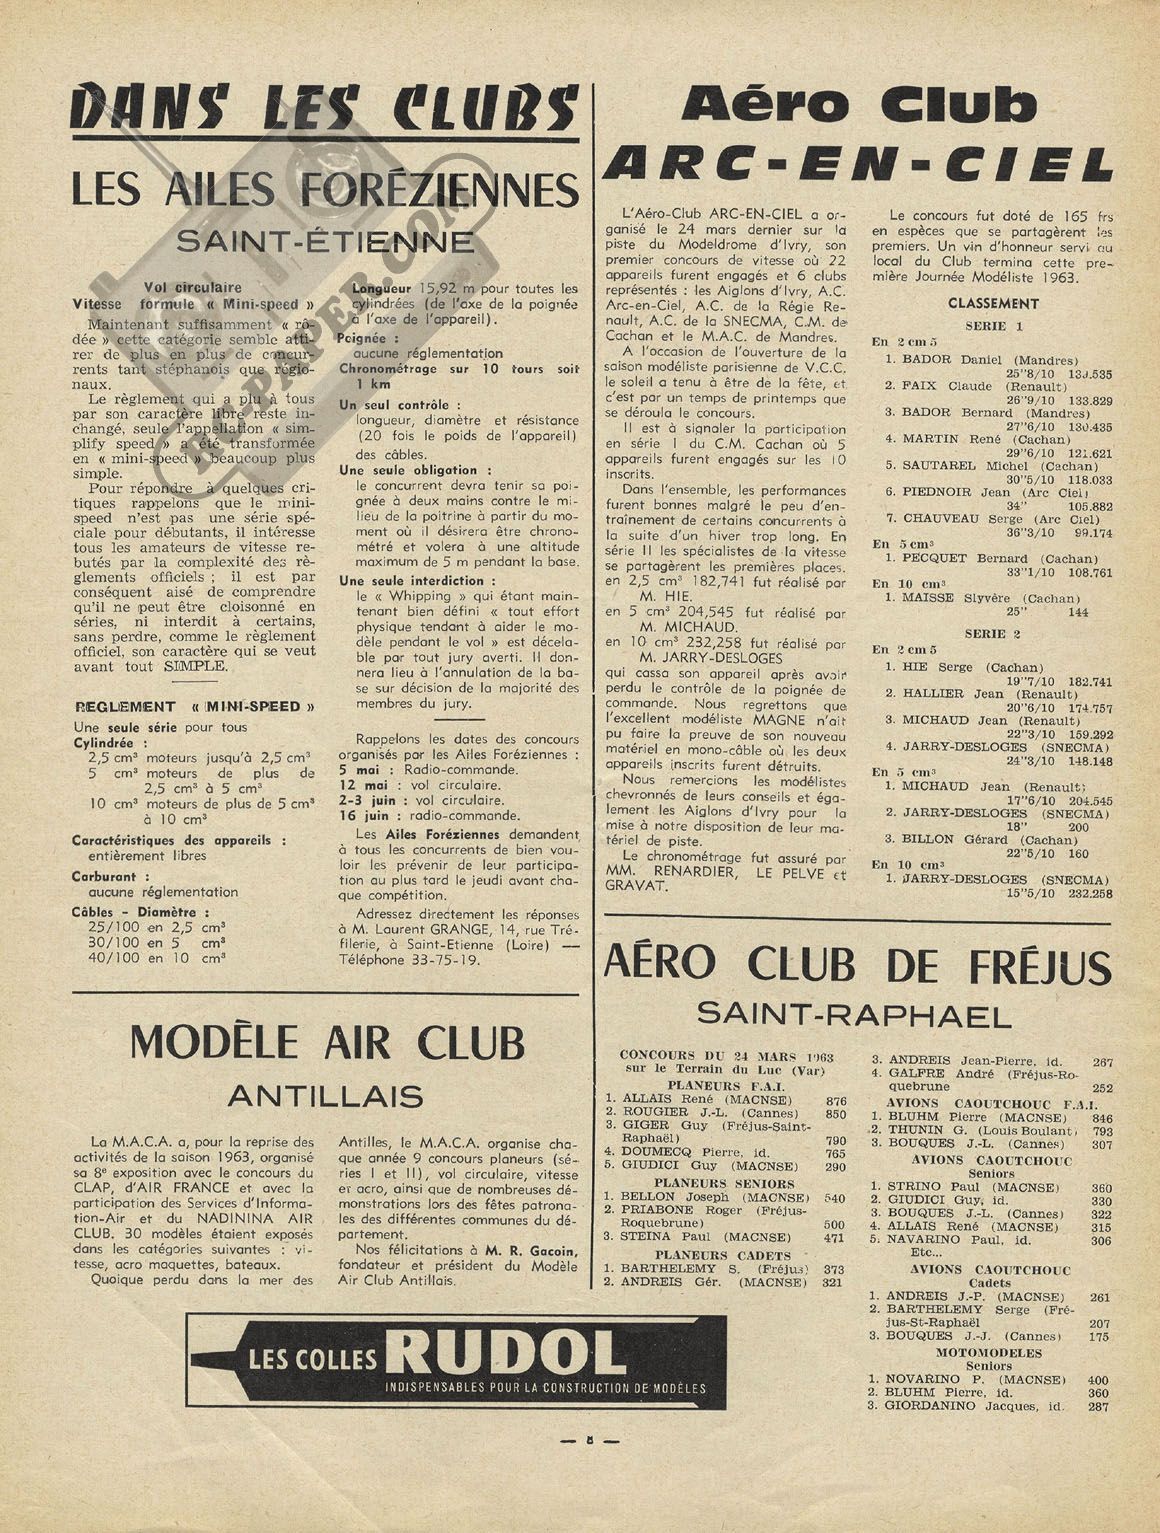 DANS LES CLUBS
LES AILES FORÉZIENNES
SAINT-ÉTIENNE
Vol circulaire
Vitesse formule « Mini-speed »
Maintenant suffisamment « rô-
dée » cette catégorie semble atti-
rer de plus en plus de concur-
rents tant stéphanois que régio-
naux.
Le règlement qui a plu à tous
par son caractère libre reste in-
changé, seule l'appellation « sim-
plify speed » a été transformée
en « mini-speed » beaucoup plus
simple.
Pour répondre à quelques cri-
tiques rappelons que le mini-
speed n'est pas une série spé-
ciale pour débutants, il intéresse
tous les amateurs de vitesse re-
butés par la complexité des rè-
glements officiels ; il est par
conséquent aisé de comprendre
qu'il ne peut être cloisonné en
séries, ni interdit à certains,
sans perdre, comme le règlement
officiel, son caractère qui se veut
avant tout SIMPLE.
REGLEMENT « MINI-SPEED »
Une seule série pour tous
Cylindrée :
2,5 cm³ moteurs jusqu'à 2,5 cm³
5 cm³ moteurs de plus de
2,5 cm³ à 5 cm³
10 cm³ moteurs de plus de 5 cm³
à 10 cm³
Caractéristiques des appareils :
entièrement libres
Carburant :
aucune réglementation
Câbles - Diamètre :
25/100 en 2,5 cm³
30/100 en 5 cm³
40/100 en 10 cm³
Longueur 15,92 m pour toutes les
cylindrées (de l'axe de la poignée
à l'axe de l'appareil).
Poignée :
aucune réglementation
Chronométrage sur 10 tours soit
1 km
Un seul contrôle :
longueur, diamètre et résistance
(20 fois le poids de l'appareil)
des câbles.
Une seule obligation :
le concurrent devra tenir sa poi-
gnée à deux mains contre le mi-
lieu de la poitrine à partir du mo-
ment où il désirera être chrono-
métré et volera à une altitude
maximum de 5 m pendant la base.
Une seule interdiction :
le « Whipping » qui étant main-
tenant bien défini « tout effort
physique tendant à aider le mo-
dèle pendant le vol » est décela-
ble par tout jury averti. Il don-
nera lieu à l'annulation de la ba-
se sur décision de la majorité des
membres du jury.
Rappelons les dates des concours
organisés par les Ailes Foréziennes :
5 mai : Radio-commande.
12 mai : vol circulaire.
2-3 juin : vol circulaire.
16 juin : radio-commande.
Les Ailes Foréziennes demandent
à tous les concurrents de bien vou-
loir les prévenir de leur participa-
tion au plus tard le jeudi avant cha-
que compétition.
Adressez directement les réponses
à M. Laurent GRANGE, 14, rue Tré-
filerie, à Saint-Etienne (Loire) —
Téléphone 33-75-19.
RC-PAPER.COM
MODÈLE AIR CLUB
ANTILLAIS
La M.A.C.A. a, pour la reprise des
activités de la saison 1963, organisé
sa 8e exposition avec le concours du
CLAP, d'AIR FRANCE et avec la
participation des Services d'Informa-
tion-Air et du NADININA AIR
CLUB. 30 modèles étaient exposés
dans les catégories suivantes : vi-
tesse, acro maquettes, bateaux.
Quoique perdu dans la mer des
Antilles, le M.A.C.A. organise cha-
que année 9 concours planeurs (sé-
ries I et II), vol circulaire, vitesse
et acro, ainsi que de nombreuses dé-
monstrations lors des fêtes patrona-
les des différentes communes du dé-
partement.
Nos félicitations à M. R. Gacoin,
fondateur et président du Modèle
Air Club Antillais.
Aéro Club
ARC-EN-CIEL
L'Aéro-Club ARC-EN-CIEL a or-
ganisé le 24 mars dernier sur la
piste du Modeldrome d'Ivry, son
premier concours de vitesse où 22
appareils furent engagés et 6 clubs
représentés : les Aiglons d'Ivry, A.C.
Arc-en-Ciel, A.C. de la Régie Re-
nault, A.C. de la SNECMA, C.M. de
Cachan et le M.A.C. de Mandres.
A l'occasion de l'ouverture de la
saison modéliste parisienne de V.C.C.
le soleil a tenu à être de la fête, et
c'est par un temps de printemps que
se déroula le concours.
Il est à signaler la participation
en série I du C.M. Cachan où 5
appareils furent engagés sur les 10
inscrits.
Dans l'ensemble, les performances
furent bonnes malgré le peu d'en-
traînement de certains concurrents à
la suite d'un hiver trop long. En
série II les spécialistes de la vitesse
se partagèrent les premières places.
en 2,5 cm³ 182,741 fut réalisé par
M. HIE.
en 5 cm³ 204,545 fut réalisé par
M. MICHAUD.
en 10 cm³ 232,258 fut réalisé par
M. JARRY-DESLOGES
qui cassa son appareil après avoir
perdu le contrôle de la poignée de
commande. Nous regrettons que
l'excellent modéliste MAGNE n'ait
pu faire la preuve de son nouveau
matériel en mono-câble où les deux
appareils inscrits furent détruits.
Nous remercions les modélistes
chevronnés de leurs conseils et éga-
lement les Aiglons d'Ivry pour la
mise à notre disposition de leur ma-
tériel de piste.
Le chronométrage fut assuré par
MM. RENARDIER, LE PELVE et
GRAVAT.
Le concours fut doté de 165 frs
en espèces que se partagèrent les
premiers. Un vin d'honneur servi au
local du Club termina cette pre-
mière Journée Modéliste 1963.
CLASSEMENT
SERIE 1
En 2 cm 5
1. BADOR Daniel (Mandres)
25"8/10 139.535
2. FAIX Claude (Renault)
26"9/10 133.829
3. BADOR Bernard (Mandres)
27"6/10 130.435
4. MARTIN René (Cachan)
29"6/10 121.621
5. SAUTAREL Michel (Cachan)
30"5/10 118.033
6. PIEDNOIR Jean (Arc Ciel)
34" 105.882
7. CHAUVEAU Serge (Arc Ciel)
36"3/10 99.174
En 5 cm³
1. PECQUET Bernard (Cachan)
33"1/10 108.761
En 10 cm³
1. MAISSE Slyvère (Cachan)
25" 144
SERIE 2
En 2 cm 5
1. HIE Serge (Cachan)
19"7/10 182.741
2. HALLIER Jean (Renault)
20"6/10 174.757
3. MICHAUD Jean (Renault)
22"3/10 159.292
4. JARRY-DESLOGES (SNECMA)
24"3/10 148.148
En 5 cm³
1. MICHAUD Jean (Renault)
17"6/10 204.545
2. JARRY-DESLOGES (SNECMA)
18" 200
3. BILLON Gérard (Cachan)
22"5/10 160
En 10 cm³
1. JARRY-DESLOGES (SNECMA)
15"5/10 232.258
AÉRO CLUB DE FRÉJUS
SAINT-RAPHAEL
CONCOURS DU 24 MARS 1963
sur le Terrain du Luc (Var)
PLANEURS F.A.I.
1. ALLAIS René (MACNSE) 876
2. ROUGIER J.-L. (Cannes) 850
3. GIGER Guy (Fréjus-Saint-
Raphaël) 790
4. DOUMECQ Pierre, id. 765
5. GIUDICI Guy (MACNSE) 290
PLANEURS SENIORS
1. BELLON Joseph (MACNSE) 540
2. PRIABONE Roger (Fréjus-
Roquebrune) 500
3. STEINA Paul (MACNSE) 471
PLANEURS CADETS
1. BARTHELEMY S. (Fréjus) 373
2. ANDREIS Gér. (MACNSE) 321
3. ANDREIS Jean-Pierre, id. 267
4. GALFRE André (Fréjus-Ro-
quebrune 252
AVIONS CAOUTCHOUC F.A.I.
1. BLUHM Pierre (MACNSE) 846
2. THUNIN G. (Louis Boulant) 793
3. BOUQUES J.-L. (Cannes) 307
AVIONS CAOUTCHOUC
Seniors
1. STRINO Paul (MACNSE) 360
2. GIUDICI Guy, id. 330
3. BOUQUES J.-L. (Cannes) 322
4. ALLAIS René (MACNSE) 315
5. NAVARINO Paul, id. 306
Etc...
AVIONS CAOUTCHOUC
Cadets
1. ANDREIS J.-P. (MACNSE) 261
2. BARTHELEMY Serge (Fré-
jus-St-Raphaël 207
3. BOUQUES J.-J. (Cannes) 175
MOTOMODELES
Seniors
1. NOVARINO P. (MACNSE) 400
2. BLUHM Pierre, id. 360
3. GIORDANINO Jacques, id. 287
LES COLLES RUDOL
INDISPENSABLES POUR LA CONSTRUCTION DE MODÈLES
— 8 —